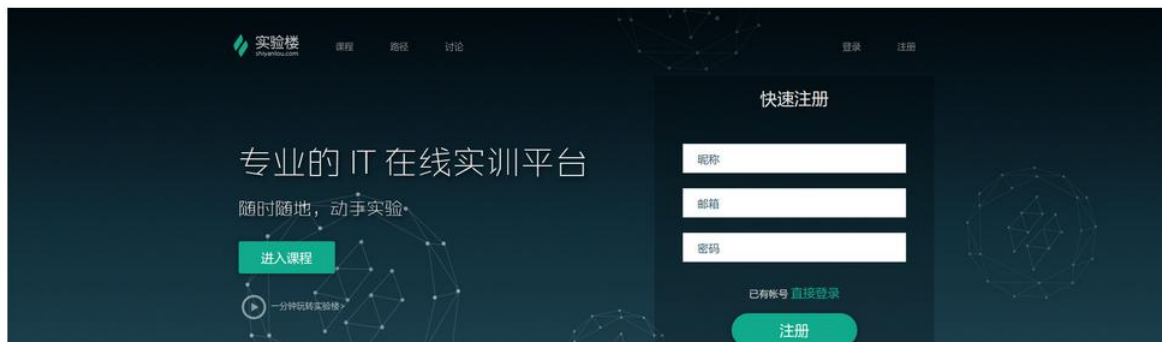 实验楼
shiyanlou.com
课程 路径 讨论 登录 注册
快速注册
专业的 IT 在线实训平台
随时随地，动手实验
进入课程
一分钟玩转实验楼>
昵称
邮箱
密码
已有帐号 直接登录
注册